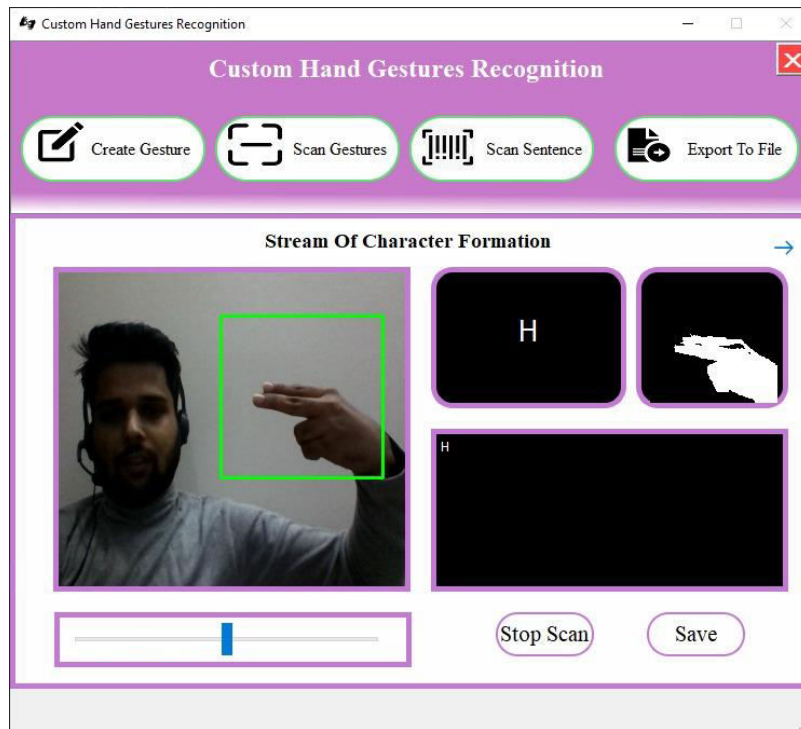 Custom Hand Gestures Recognition
Custom Hand Gestures Recognition
Create Gesture
Scan Gestures
Scan Sentence
Export To File
Stream Of Character Formation
H
H
Stop Scan
Save